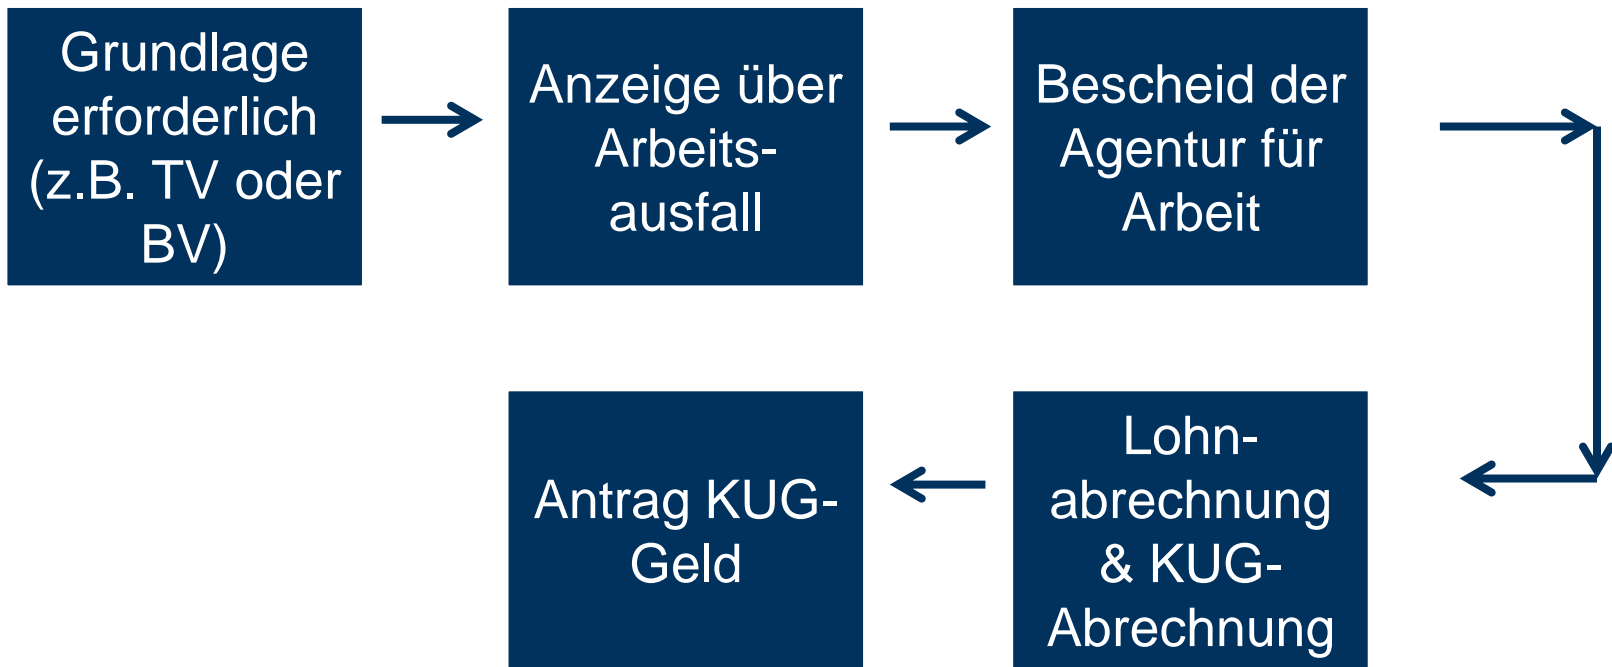 Grundlage
erforderlich
(z.B. TV oder
BV)
Anzeige über
Arbeits-
ausfall
Bescheid der
Agentur für
Arbeit
Lohn-
abrechnung
& KUG-
Abrechnung
Antrag KUG-
Geld